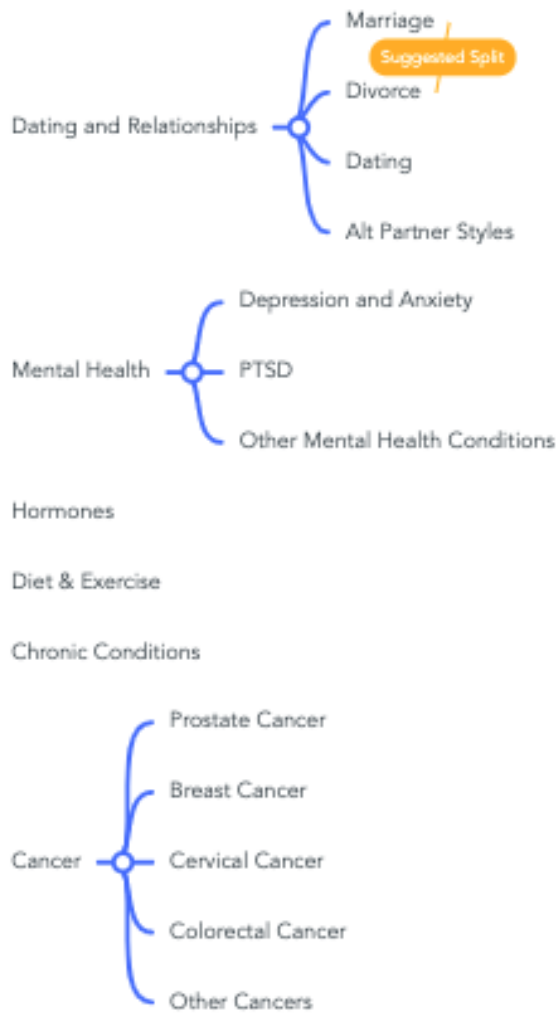 Marriage
Suggested Split
Divorce
Dating and Relationships
Dating
Alt Partner Styles
Depression and Anxiety
Mental Health
PTSD
Other Mental Health Conditions
Hormones
Diet & Exercise
Chronic Conditions
Prostate Cancer
Breast Cancer
Cancer
Cervical Cancer
Colorectal Cancer
Other Cancers